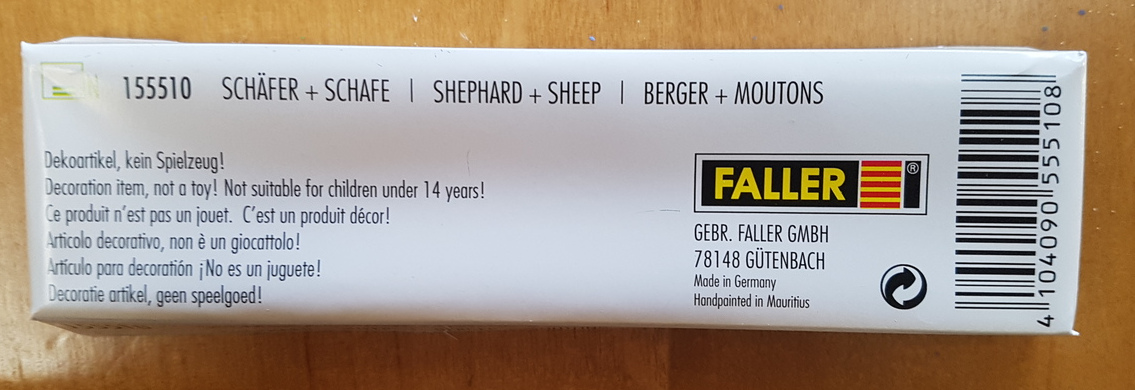 155510 SCHÄFER + SCHAFE | SHEPHARD + SHEEP | BERGER + MOUTONS
Dekoartikel, kein Spielzeug!
Decoration item, not a toy! Not suitable for children under 14 years!
Ce produit n'est pas un jouet. C'est un produit décor!
Articolo decorativo, non è un giocattolo!
Artículo para decoratión ¡No es un juguete!
Decoratie artikel, geen speelgoed!
FALLER ®
GEBR. FALLER GMBH
78148 GÜTENBACH
Made in Germany
Handpainted in Mauritius
4 104090 555108